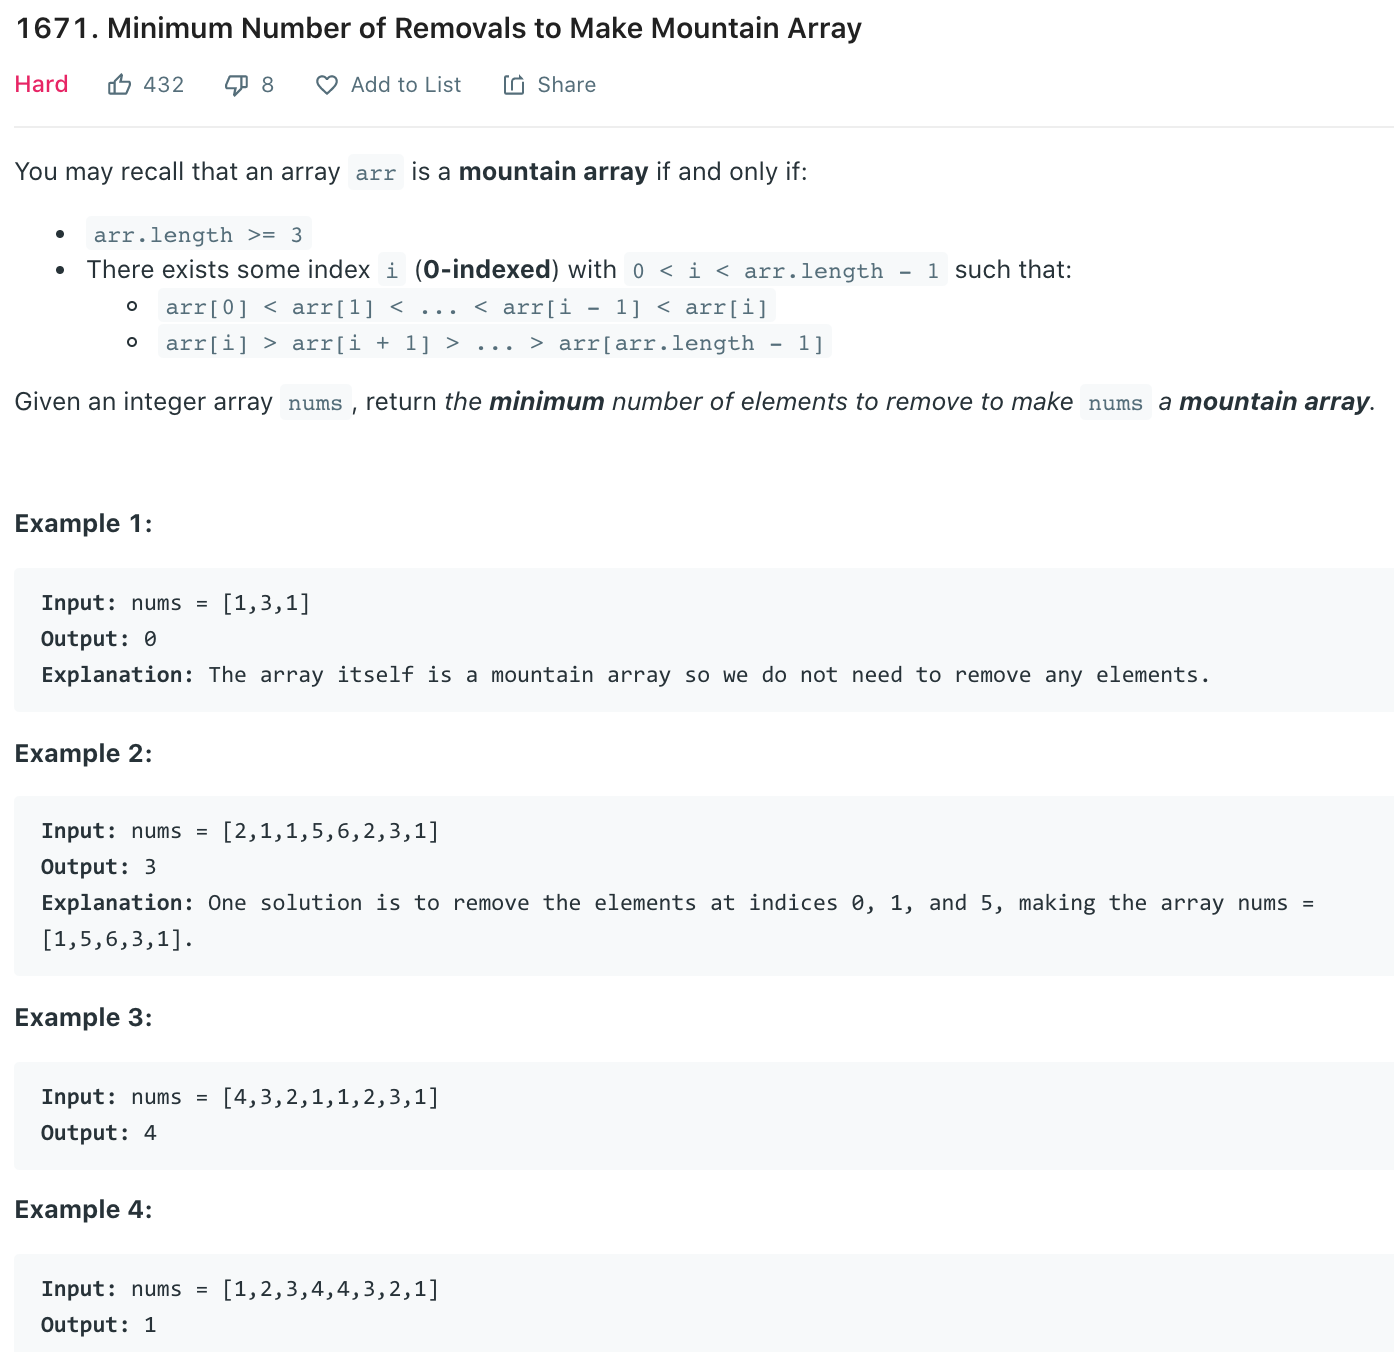 1671. Minimum Number of Removals to Make Mountain Array
Hard 432 8 Add to List Share
You may recall that an array arr is a mountain array if and only if:
• arr.length >= 3
• There exists some index i (0-indexed) with 0 < i < arr.length - 1 such that:
○ arr[0] < arr[1] < ... < arr[i - 1] < arr[i]
○ arr[i] > arr[i + 1] > ... > arr[arr.length - 1]
Given an integer array nums, return the minimum number of elements to remove to make nums a mountain array.
Example 1:
Input: nums = [1,3,1]
Output: 0
Explanation: The array itself is a mountain array so we do not need to remove any elements.
Example 2:
Input: nums = [2,1,1,5,6,2,3,1]
Output: 3
Explanation: One solution is to remove the elements at indices 0, 1, and 5, making the array nums =
[1,5,6,3,1].
Example 3:
Input: nums = [4,3,2,1,1,2,3,1]
Output: 4
Example 4:
Input: nums = [1,2,3,4,4,3,2,1]
Output: 1